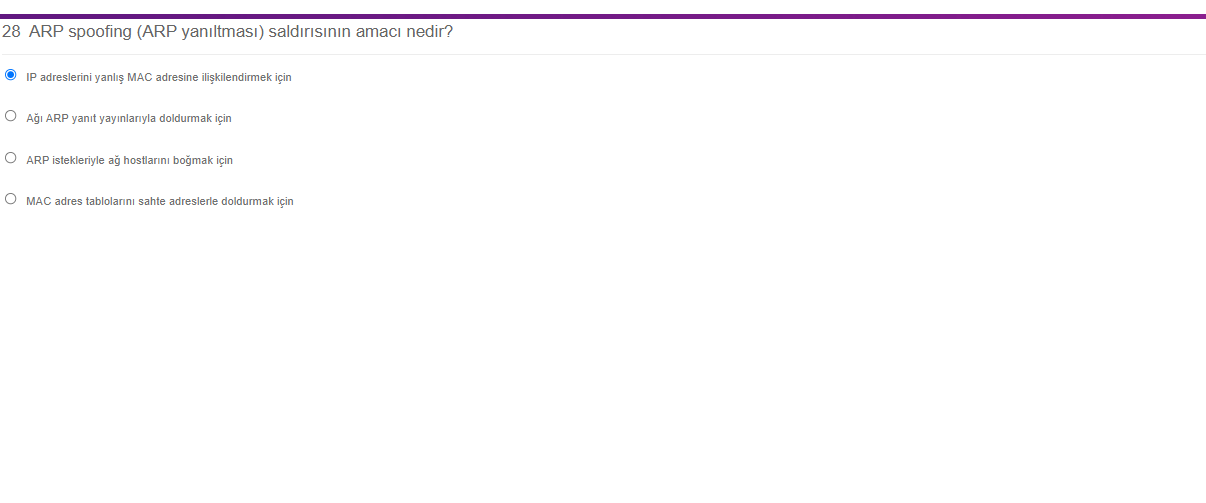 28 ARP spoofing (ARP yanıltması) saldırısının amacı nedir?
IP adreslerini yanlış MAC adresine ilişkilendirmek için
Ağı ARP yanıt yayınlarıyla doldurmak için
ARP istekleriyle ağ hostlarını boğmak için
MAC adres tablolarını sahte adreslerle doldurmak için